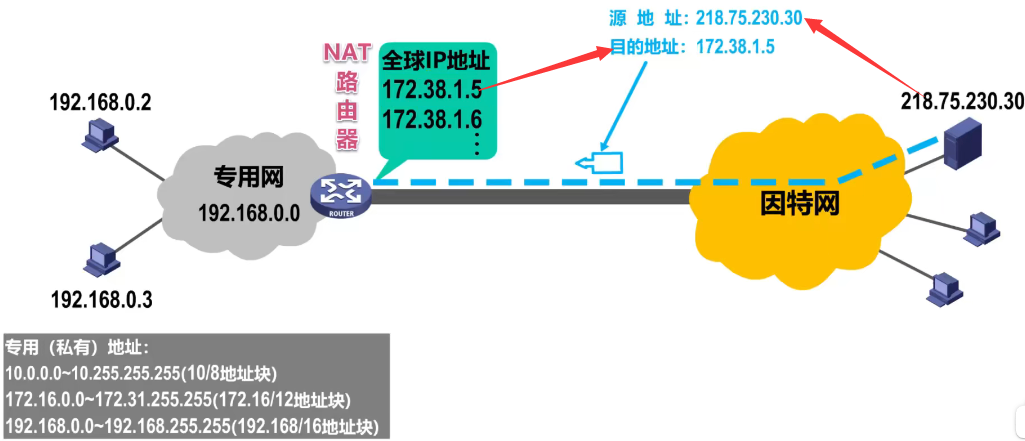 源 地 址：218.75.230.30
目的地址：172.38.1.5
NAT
路
由
器
全球IP地址
172.38.1.5
172.38.1.6
⋮
218.75.230.30
192.168.0.2
专用网
192.168.0.0
ROUTER
因特网
192.168.0.3
专用（私有）地址：
10.0.0.0~10.255.255.255(10/8地址块)
172.16.0.0~172.31.255.255(172.16/12地址块)
192.168.0.0~192.168.255.255(192.168/16地址块)